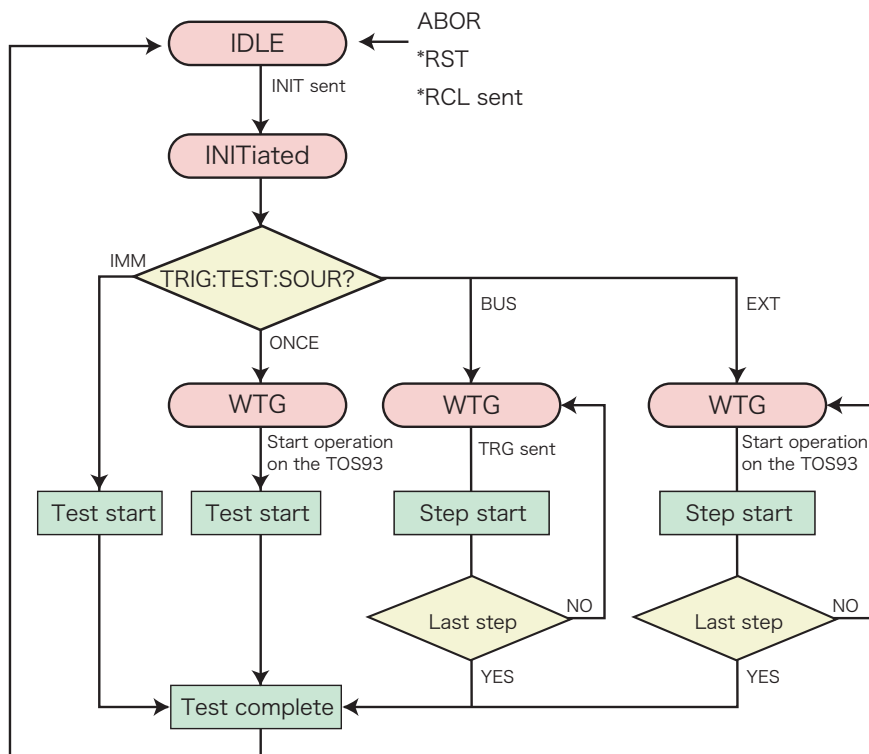 ABOR
*RST
*RCL sent
IDLE
INIT sent
INITiated
TRIG:TEST:SOUR?
IMM
ONCE
BUS
EXT
WTG
WTG
WTG
Start operation
on the TOS93
TRG sent
Start operation
on the TOS93
Test start
Test start
Step start
Step start
Last step
NO
Last step
NO
YES
YES
Test complete